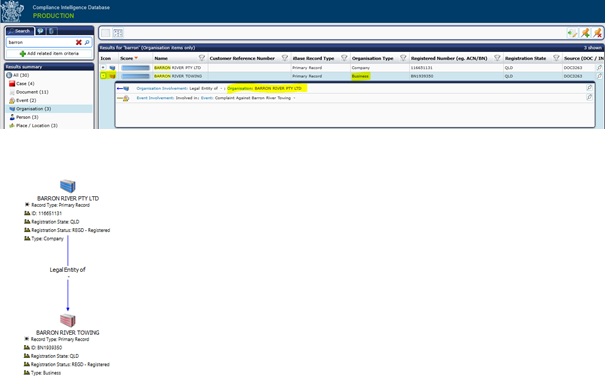 Compliance Intelligence Database
PRODUCTION
Search
barron
Add related item criteria
Results summary
All (30)
Case (4)
Document (11)
Event (2)
Organisation (3)
Person (3)
Place / Location (3)
Results for 'barron' (Organisation items only)
3 shown
Icon Score Name Customer Reference Number iBase Record Type Organisation Type Registered Number (eg. ACN/BN) Registration State Source (DOC / IN
BARRON RIVER PTY LTD Primary Record Company 116651131 QLD DOC3263
BARRON RIVER TOWING Primary Record Business BN1939350 QLD DOC3263
Organisation Involvement: Legal Entity of - ; Organisation: BARRON RIVER PTY LTD
Event Involvement: Involved in; Event: Complaint Against Barron River Towing -
BARRON RIVER PTY LTD
Record Type: Primary Record
ID: 116651131
Registration State: QLD
Registration Status: REGD - Registered
Type: Company
Legal Entity of
-
BARRON RIVER TOWING
Record Type: Primary Record
ID: BN1939350
Registration State: QLD
Registration Status: REGD - Registered
Type: Business